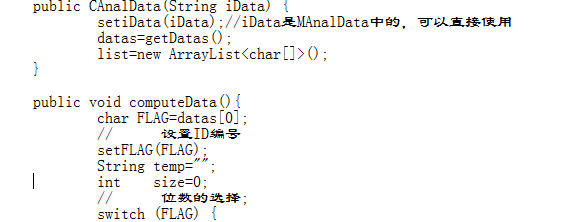 public CAnalData(String iData) {
setiData(iData);//iData是MAnalData中的，可以直接使用
datas=getDatas();
list=new ArrayList<char[]>();
}
public void computeData(){
char FLAG=datas[0];
// 设置ID编号
setFLAG(FLAG);
String temp="";
int size=0;
// 位数的选择;
switch (FLAG) {